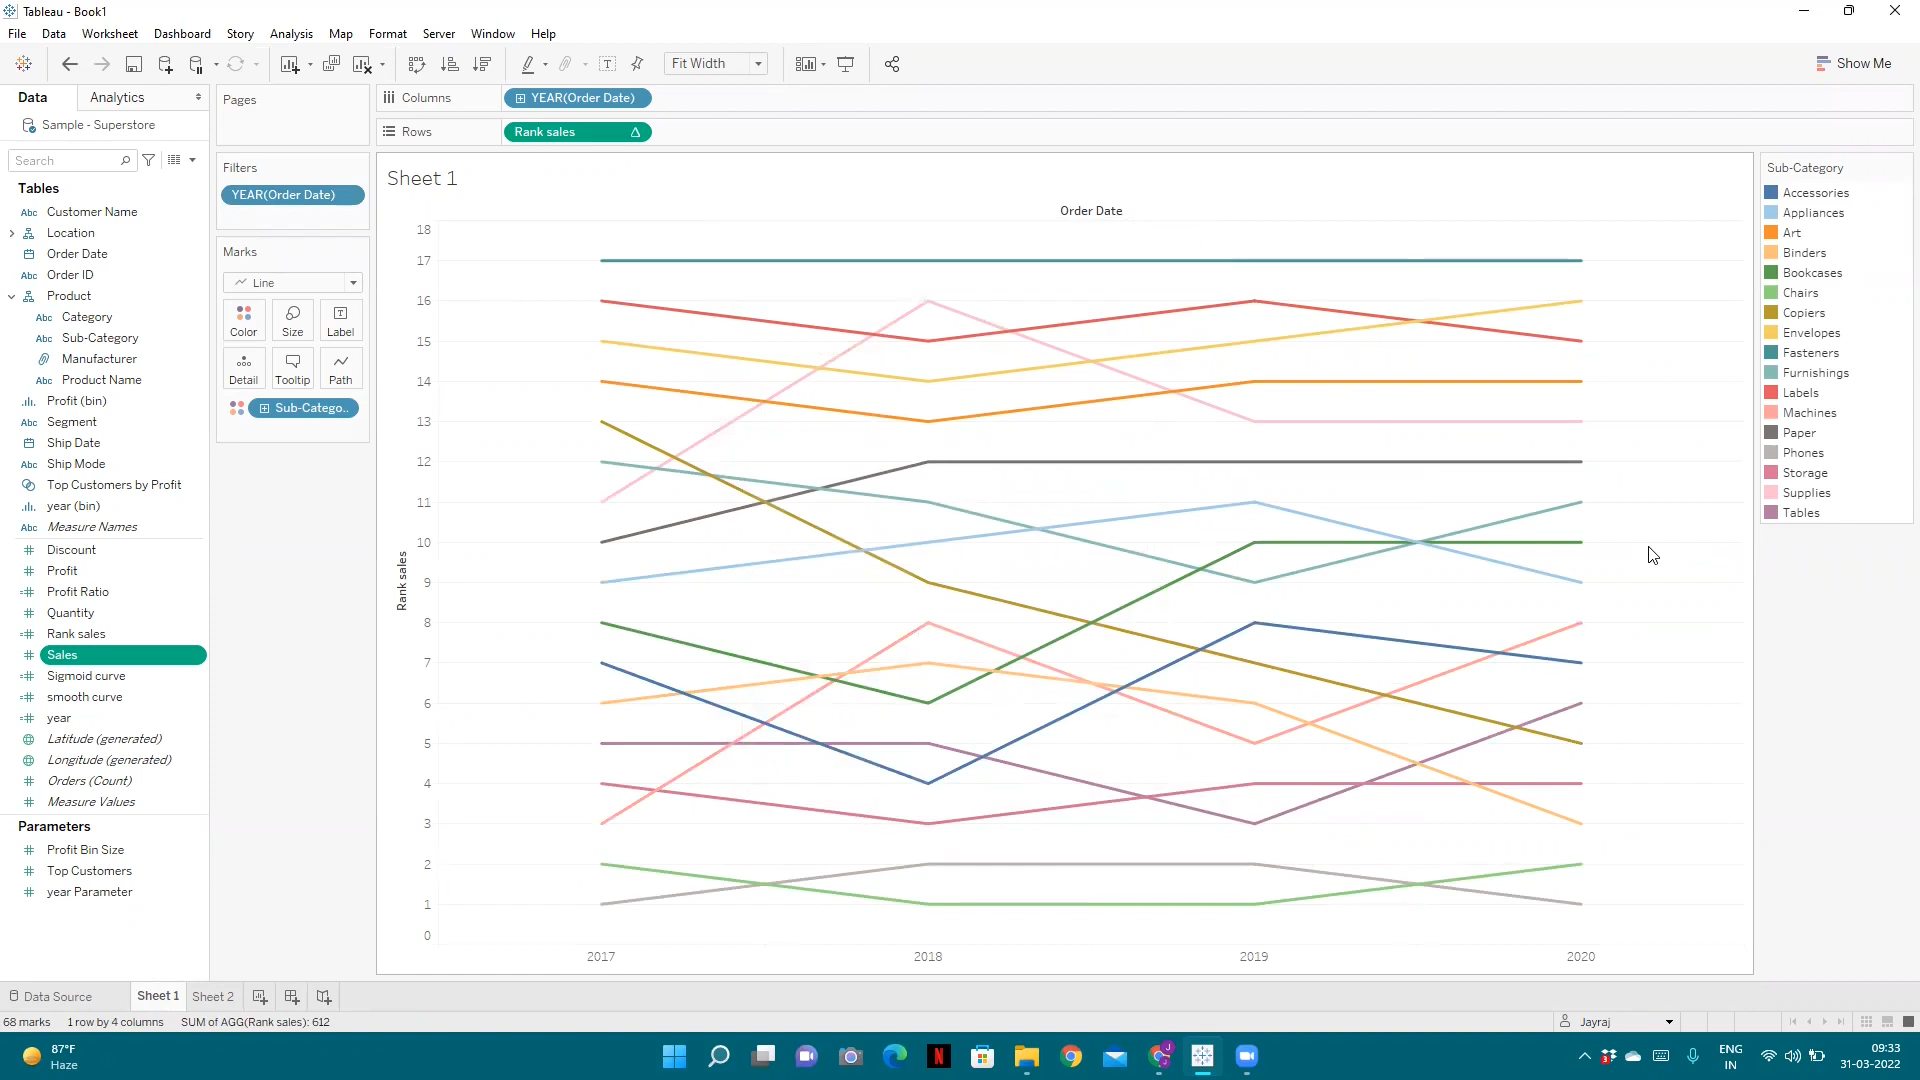 Tableau - Book1
File Data Worksheet Dashboard Story Analysis Map Format Server Window Help
Fit Width
Show Me
Data Analytics
Sample - Superstore
Search
Tables
Abc Customer Name
Location
Order Date
Abc Order ID
Product
Abc Category
Abc Sub-Category
Manufacturer
Abc Product Name
Profit (bin)
Abc Segment
Ship Date
Abc Ship Mode
Top Customers by Profit
year (bin)
Abc Measure Names
# Discount
# Profit
=# Profit Ratio
# Quantity
=# Rank sales
# Sales
=# Sigmoid curve
=# smooth curve
=# year
Latitude (generated)
Longitude (generated)
# Orders (Count)
# Measure Values
Parameters
# Profit Bin Size
# Top Customers
# year Parameter
Pages
Filters
YEAR(Order Date)
Marks
Line
Color Size Label
Detail Tooltip Path
Sub-Catego..
Columns YEAR(Order Date)
Rows Rank sales Δ
Sheet 1
Order Date
Rank sales
18
17
16
15
14
13
12
11
10
9
8
7
6
5
4
3
2
1
0
2017 2018 2019 2020
Sub-Category
Accessories
Appliances
Art
Binders
Bookcases
Chairs
Copiers
Envelopes
Fasteners
Furnishings
Labels
Machines
Paper
Phones
Storage
Supplies
Tables
Data Source Sheet 1 Sheet 2
68 marks 1 row by 4 columns SUM of AGG(Rank sales): 612
Jayraj
87°F
Haze
N
J
3
ENG
IN
09:33
31-03-2022